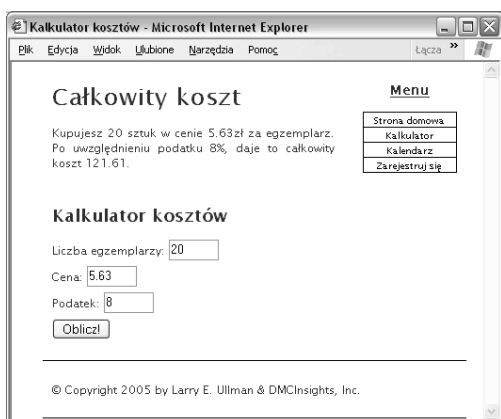 Kalkulator kosztów - Microsoft Internet Explorer
Plik Edycja Widok Ulubione Narzędzia Pomoc Łącza »
Całkowity koszt
Kupujesz 20 sztuk w cenie 5.63zł za egzemplarz.
Po uwzględnieniu podatku 8%, daje to całkowity
koszt 121.61.
Menu
Strona domowa
Kalkulator
Kalendarz
Zarejestruj się
Kalkulator kosztów
Liczba egzemplarzy: 20
Cena: 5.63
Podatek: 8
Oblicz!
© Copyright 2005 by Larry E. Ullman & DMCInsights, Inc.